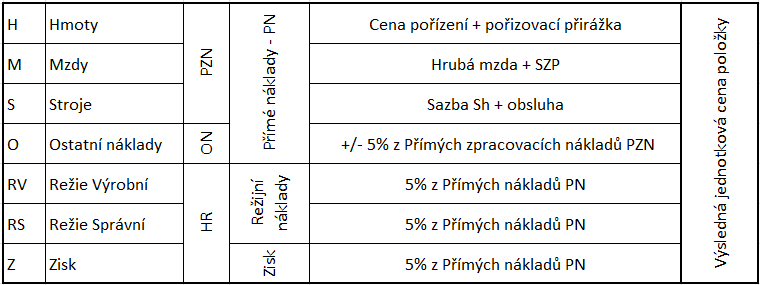 H Hmoty PZN Přímé náklady - PN Cena pořízení + pořizovací přirážka Výsledná jednotková cena položky
M Mzdy Hrubá mzda + SZP
S Stroje Sazba Sh + obsluha
O Ostatní náklady ON +/- 5% z Přímých zpracovacích nákladů PZN
RV Režie Výrobní HR Režijní náklady 5% z Přímých nákladů PN
RS Režie Správní 5% z Přímých nákladů PN
Z Zisk Zisk 5% z Přímých nákladů PN